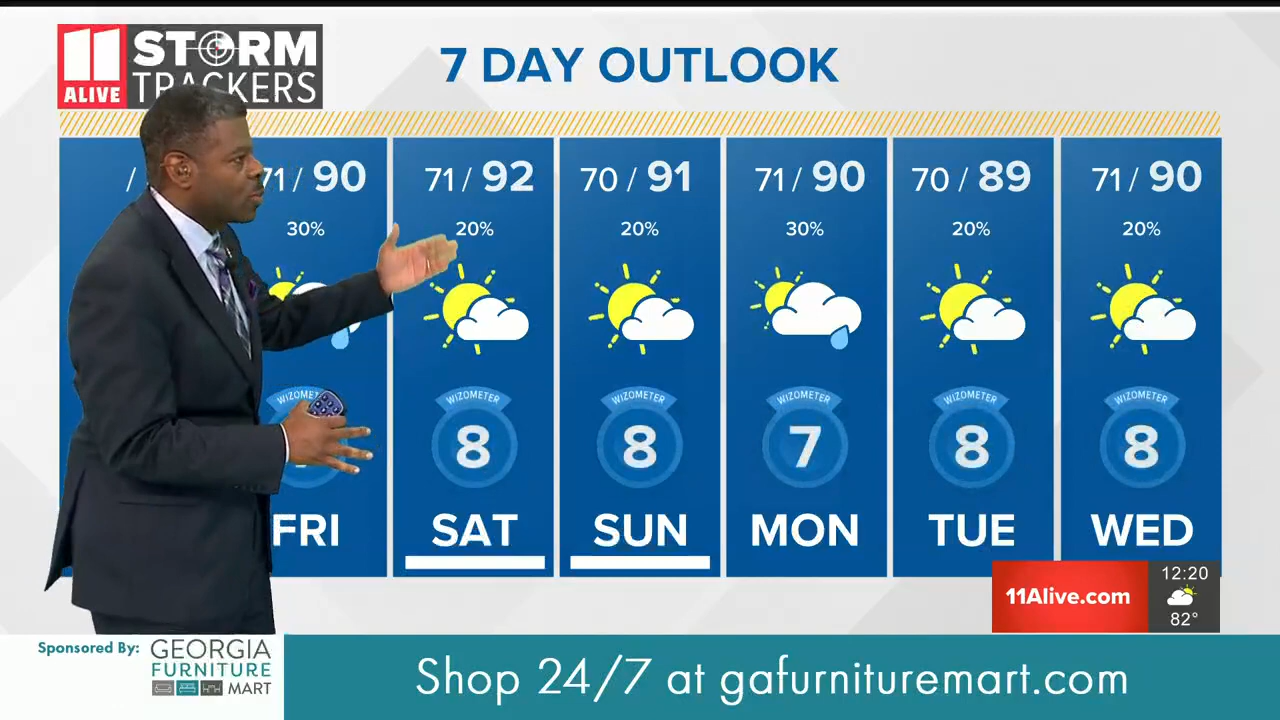 11 ALIVE
STORM
TRACKERS
7 DAY OUTLOOK
/ 71 / 90 71 / 92 70 / 91 71 / 90 70 / 89 71 / 90
30% 20% 20% 30% 20% 20%
WIZOMETER WIZOMETER WIZOMETER WIZOMETER WIZOMETER
8 8 7 8 8
FRI SAT SUN MON TUE WED
11Alive.com
12:20
82°
Sponsored By:
GEORGIA
FURNITURE
MART
Shop 24/7 at gafurnituremart.com